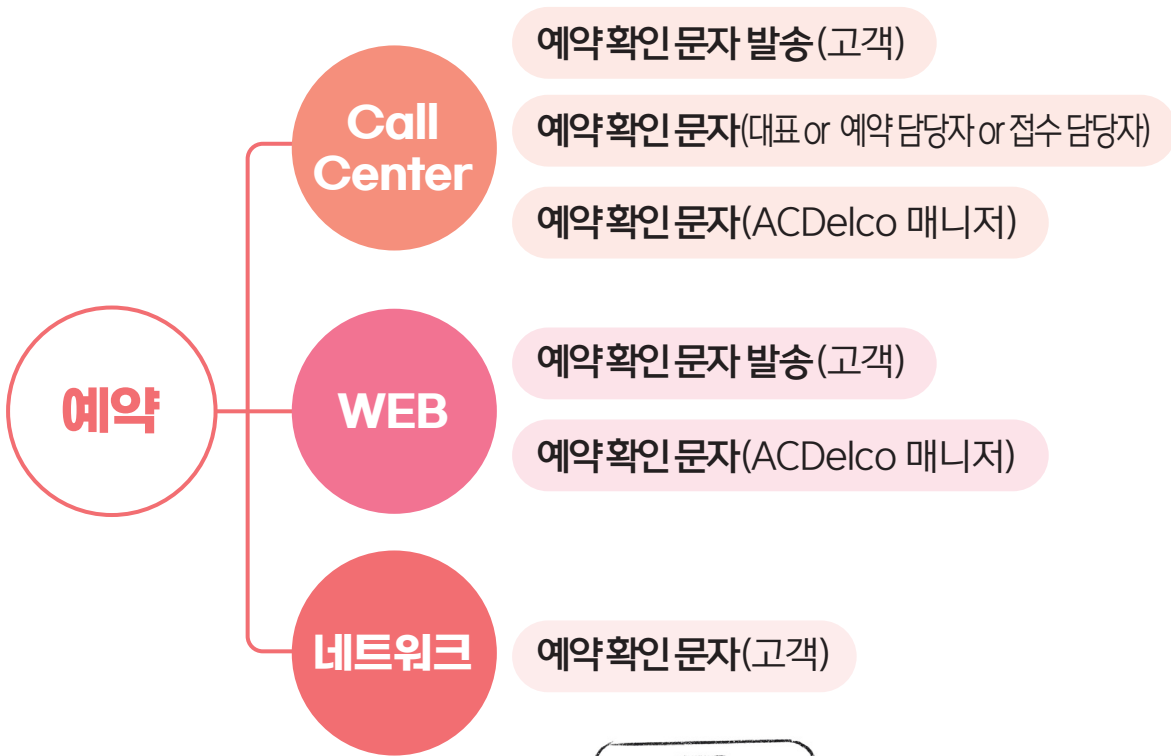 예약
Call
Center
예약 확인 문자 발송(고객)
예약 확인 문자(대표 or 예약 담당자 or 접수 담당자)
예약 확인 문자(ACDelco 매니저)
WEB
예약 확인 문자 발송(고객)
예약 확인 문자(ACDelco 매니저)
네트워크
예약 확인 문자(고객)